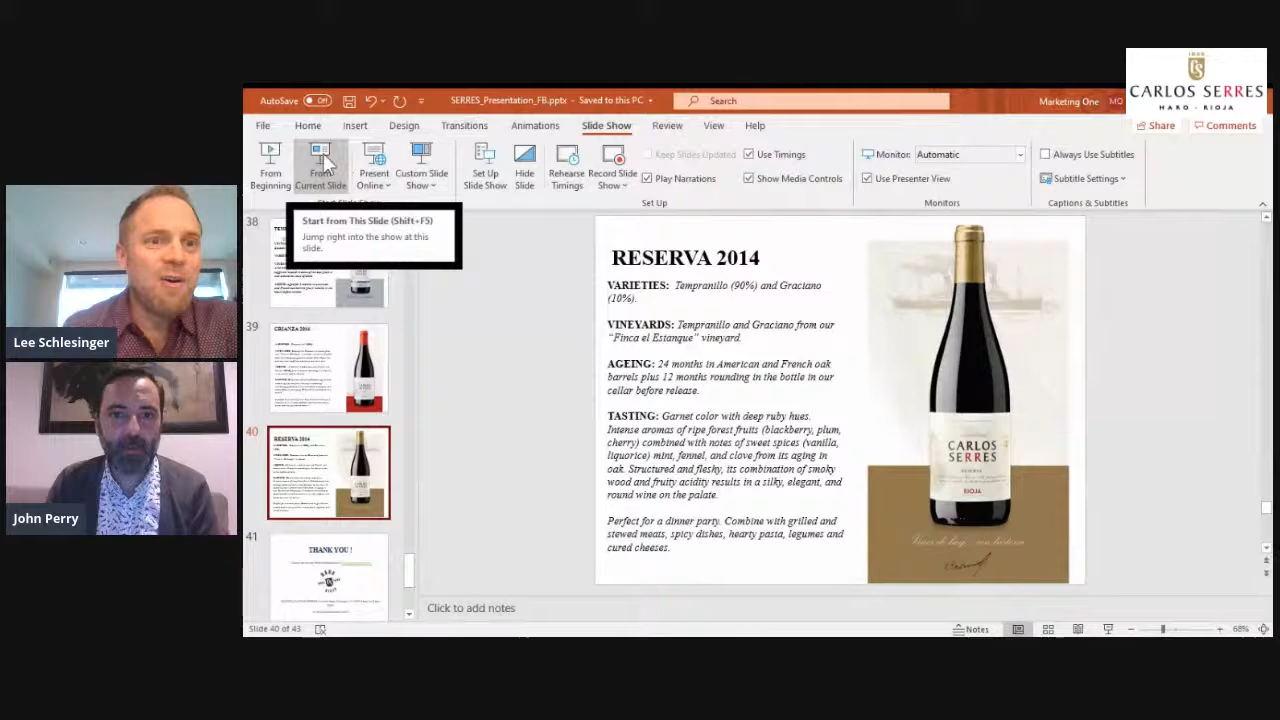 CARLOS SERRES
HARO - RIOJA
AutoSave Off
SERRES_Presentation_FB.pptx - Saved to this PC
Search
Marketing One MO
File Home Insert Design Transitions Animations Slide Show Review View Help
Share Comments
From Beginning
From Current Slide
Present Online
Custom Slide Show
Set Up Slide Show
Hide Slide
Rehearse Timings
Record Slide Show
Keep Slides Updated
Use Timings
Play Narrations
Show Media Controls
Monitor: Automatic
Use Presenter View
Always Use Subtitles
Subtitle Settings
Set Up
Monitors
Captions & Subtitles
Start from This Slide (Shift+F5)
Jump right into the show at this
slide.
38
39
CRIANZA
40
RESERVA 2014
41
THANK YOU !
RESERVA 2014
VARIETIES: Tempranillo (90%) and Graciano
(10%).
VINEYARDS: Tempranillo and Graciano from our
“Finca el Estanque” vineyard
AGEING: 24 months in American and French oak
barrels plus 12 months rounding in the bottle in our
cellar before release.
TASTING: Garnet color with deep ruby hues.
Intense aromas of ripe forest fruits (blackberry, plum,
cherry) combined with notes of sweet spices (vanilla,
liquorice) mint, fennel, and clove from its aging in
oak. Structured and full. A combination of smoky
wood and fruity acidity results in silky, elegant, and
round wine on the palate.
Perfect for a dinner party. Combine with grilled and
stewed meats, spicy dishes, hearty pasta, legumes and
cured cheeses.
CARLOS
SERRES
RESERVA
RIOJA
Lee Schlesinger
John Perry
Click to add notes
Slide 40 of 43
Notes
68%